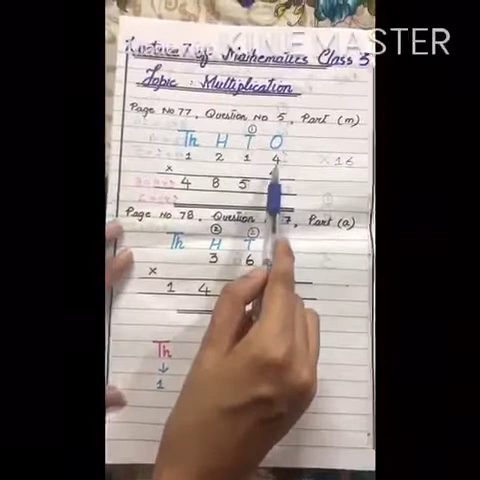 KINEMASTER
Lecture 7 of Mathematics Class 3
Topic : Multiplication
Page No 77, Question No 5, Part (m)
①
Th H T O
1 2 1 4
×
4 8 5
×16
Page No 78, Question 7, Part (a)
② ②
Th H T
3 6
×
1 4
Th
↓
1